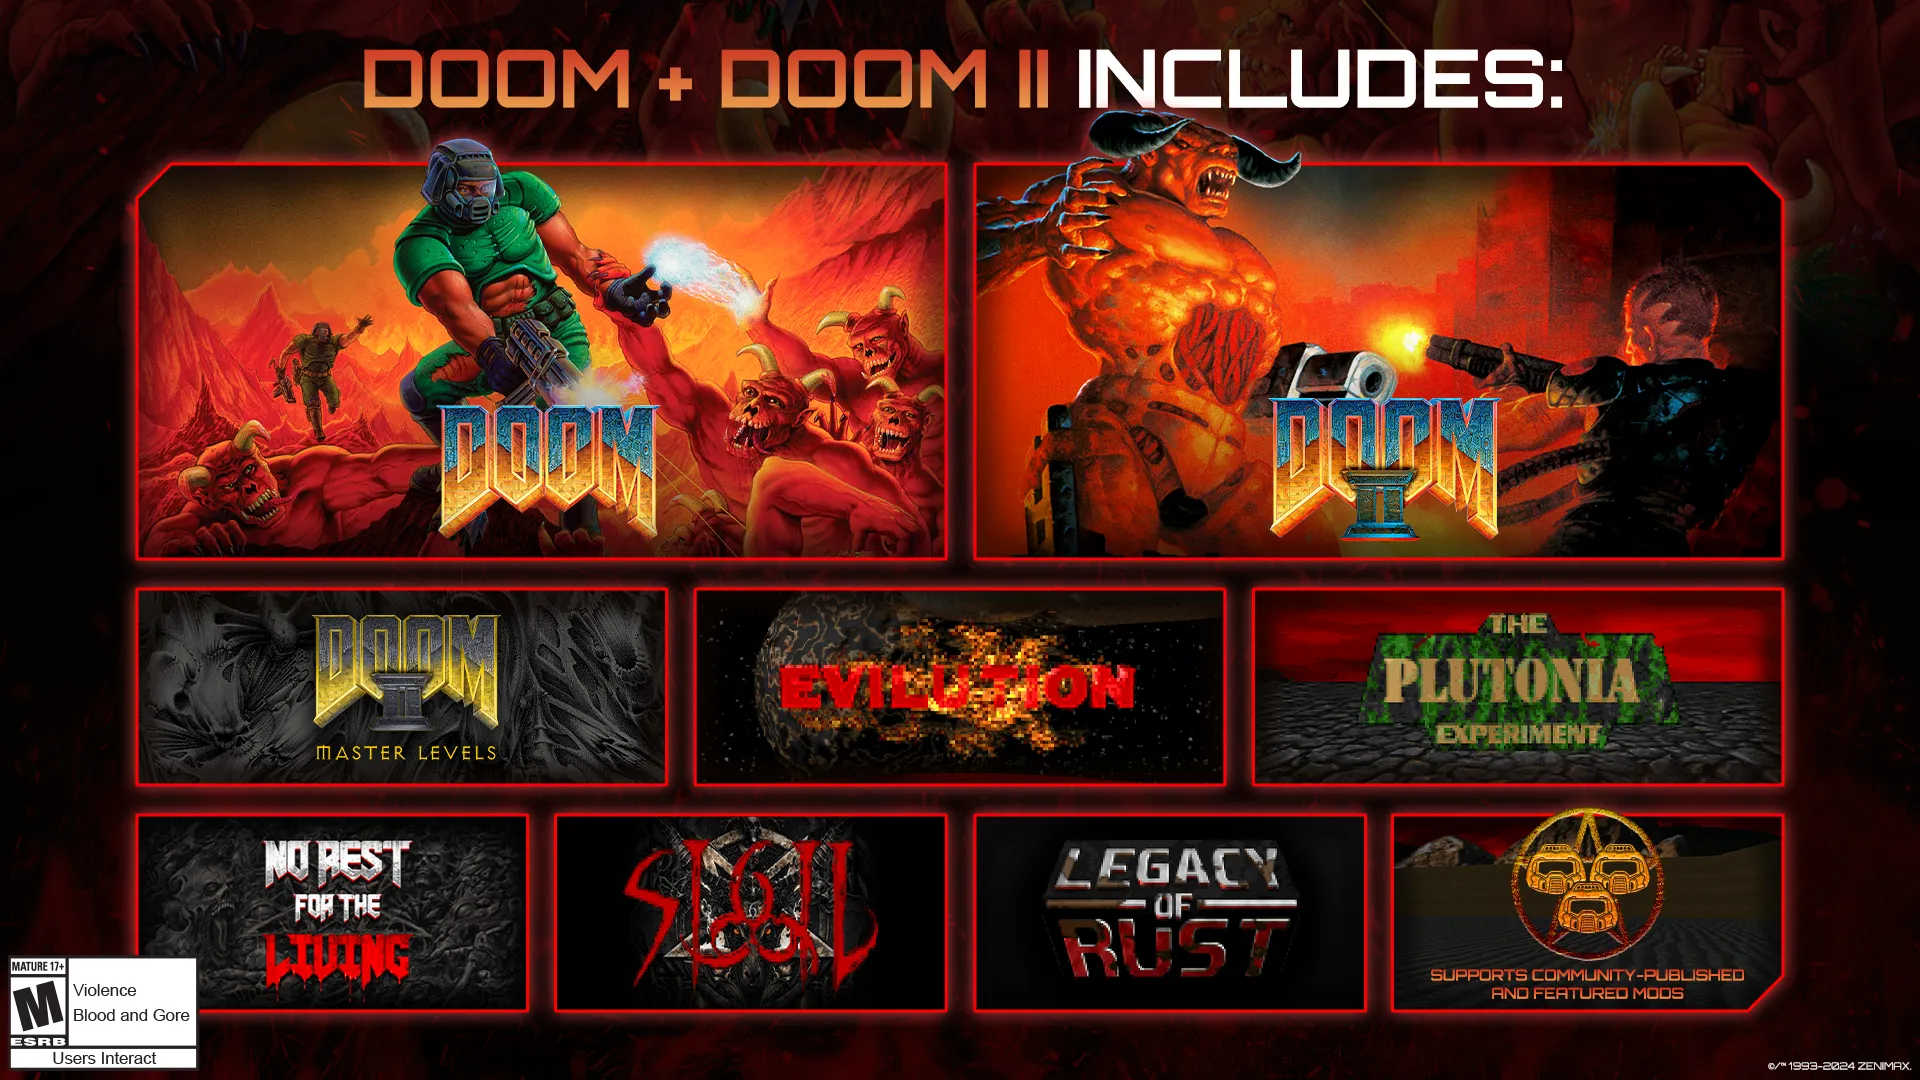 DOOM + DOOM II INCLUDES:
DOOM
DOOM
II
DOOM
II
MASTER LEVELS
EVILUTION
THE
PLUTONIA
EXPERIMENT
NO REST
FOR THE
LIVING
SIGIL
LEGACY
OF
RUST
SUPPORTS COMMUNITY-PUBLISHED
AND FEATURED MODS
MATURE 17+
M
ESRB
Violence
Blood and Gore
Users Interact
©/™ 1993-2024 ZENIMAX.